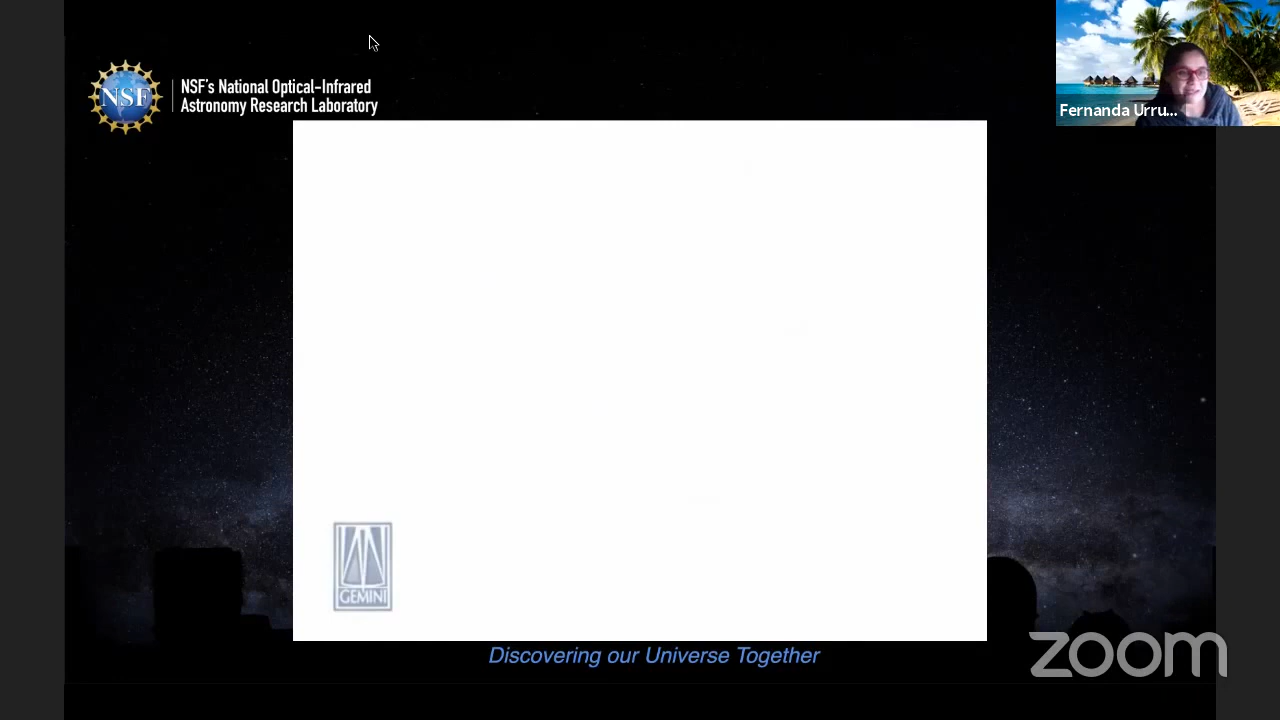 NSF
NSF's National Optical-Infrared
Astronomy Research Laboratory
Fernanda Urru...
GEMINI
Discovering our Universe Together
zoom